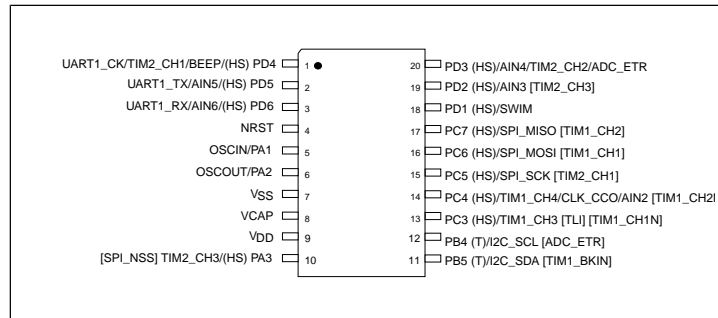 UART1_CK/TIM2_CH1/BEEP/(HS) PD4 1 20 PD3 (HS)/AIN4/TIM2_CH2/ADC_ETR
UART1_TX/AIN5/(HS) PD5 2 19 PD2 (HS)/AIN3 [TIM2_CH3]
UART1_RX/AIN6/(HS) PD6 3 18 PD1 (HS)/SWIM
NRST 4 17 PC7 (HS)/SPI_MISO [TIM1_CH2]
OSCIN/PA1 5 16 PC6 (HS)/SPI_MOSI [TIM1_CH1]
OSCOUT/PA2 6 15 PC5 (HS)/SPI_SCK [TIM2_CH1]
VSS 7 14 PC4 (HS)/TIM1_CH4/CLK_CCO/AIN2 [TIM1_CH2
VCAP 8 13 PC3 (HS)/TIM1_CH3 [TLI] [TIM1_CH1N]
VDD 9 12 PB4 (T)/I2C_SCL [ADC_ETR]
[SPI_NSS] TIM2_CH3/(HS) PA3 10 11 PB5 (T)/I2C_SDA [TIM1_BKIN]